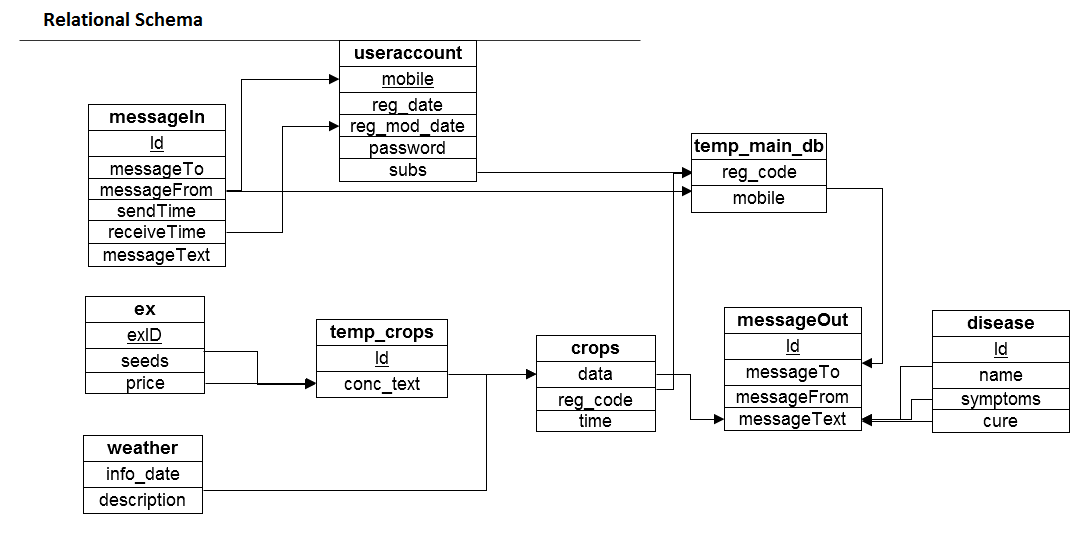 Relational Schema
useraccount
mobile
reg_date
reg_mod_date
password
subs
messageIn
Id
messageTo
messageFrom
sendTime
receiveTime
messageText
temp_main_db
reg_code
mobile
ex
exID
seeds
price
temp_crops
Id
conc_text
crops
data
reg_code
time
messageOut
Id
messageTo
messageFrom
messageText
disease
Id
name
symptoms
cure
weather
info_date
description